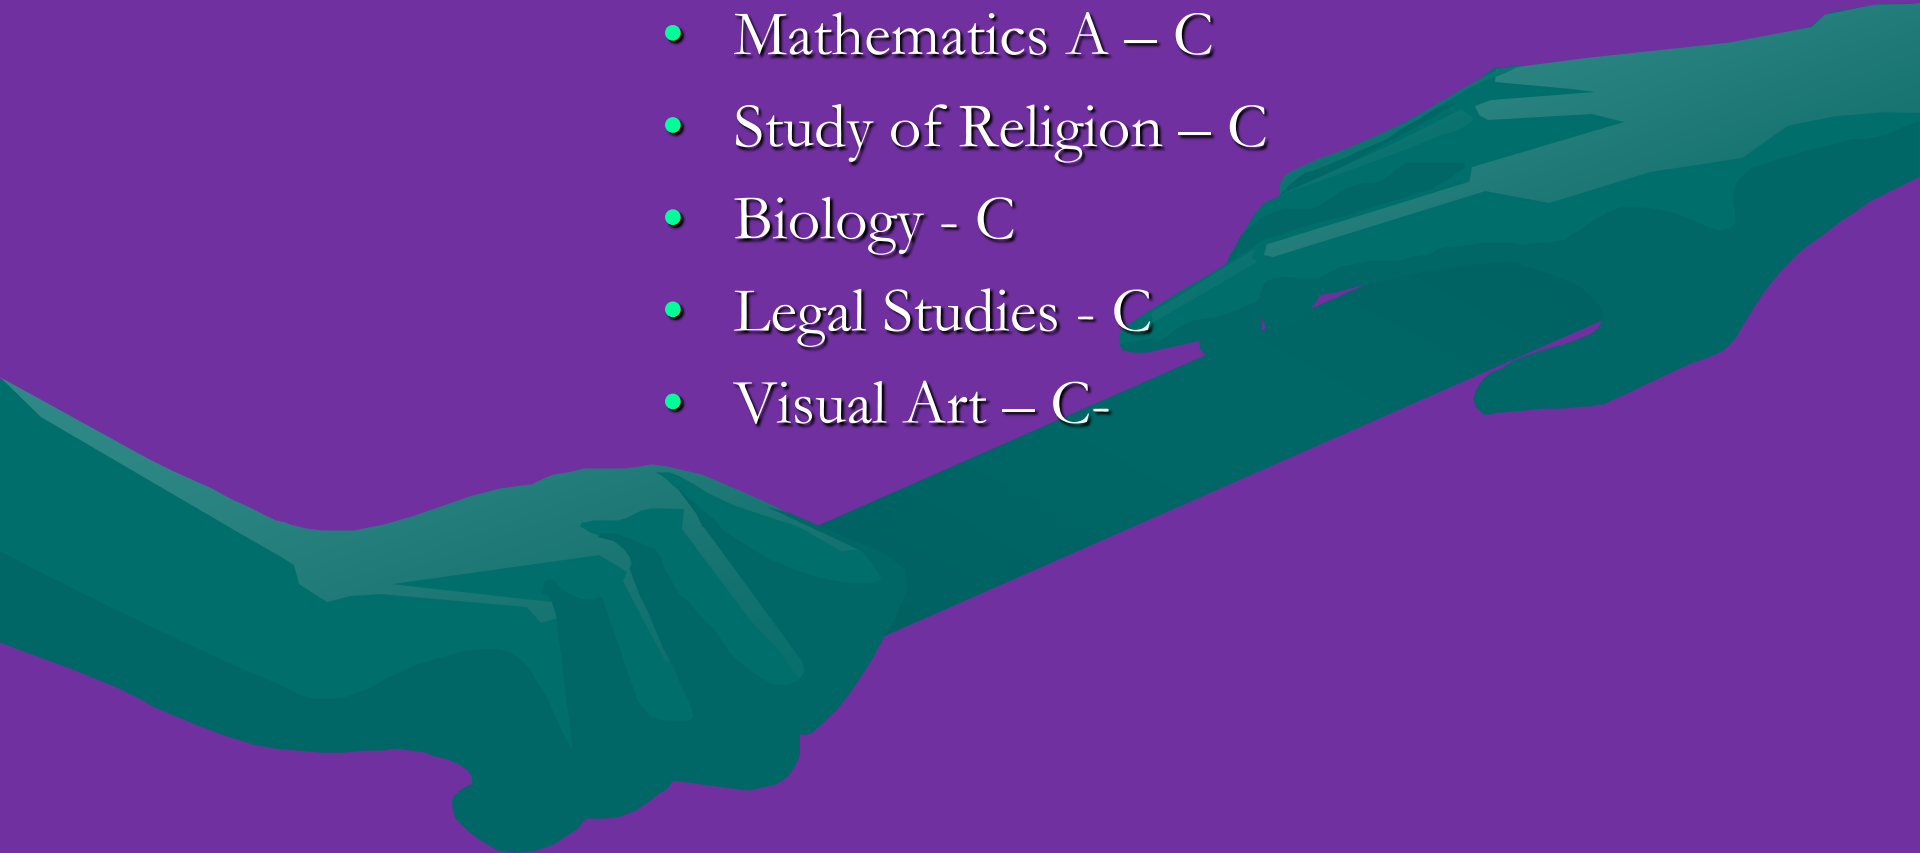 • Mathematics A – C
• Study of Religion – C
• Biology - C
• Legal Studies - C
• Visual Art – C-